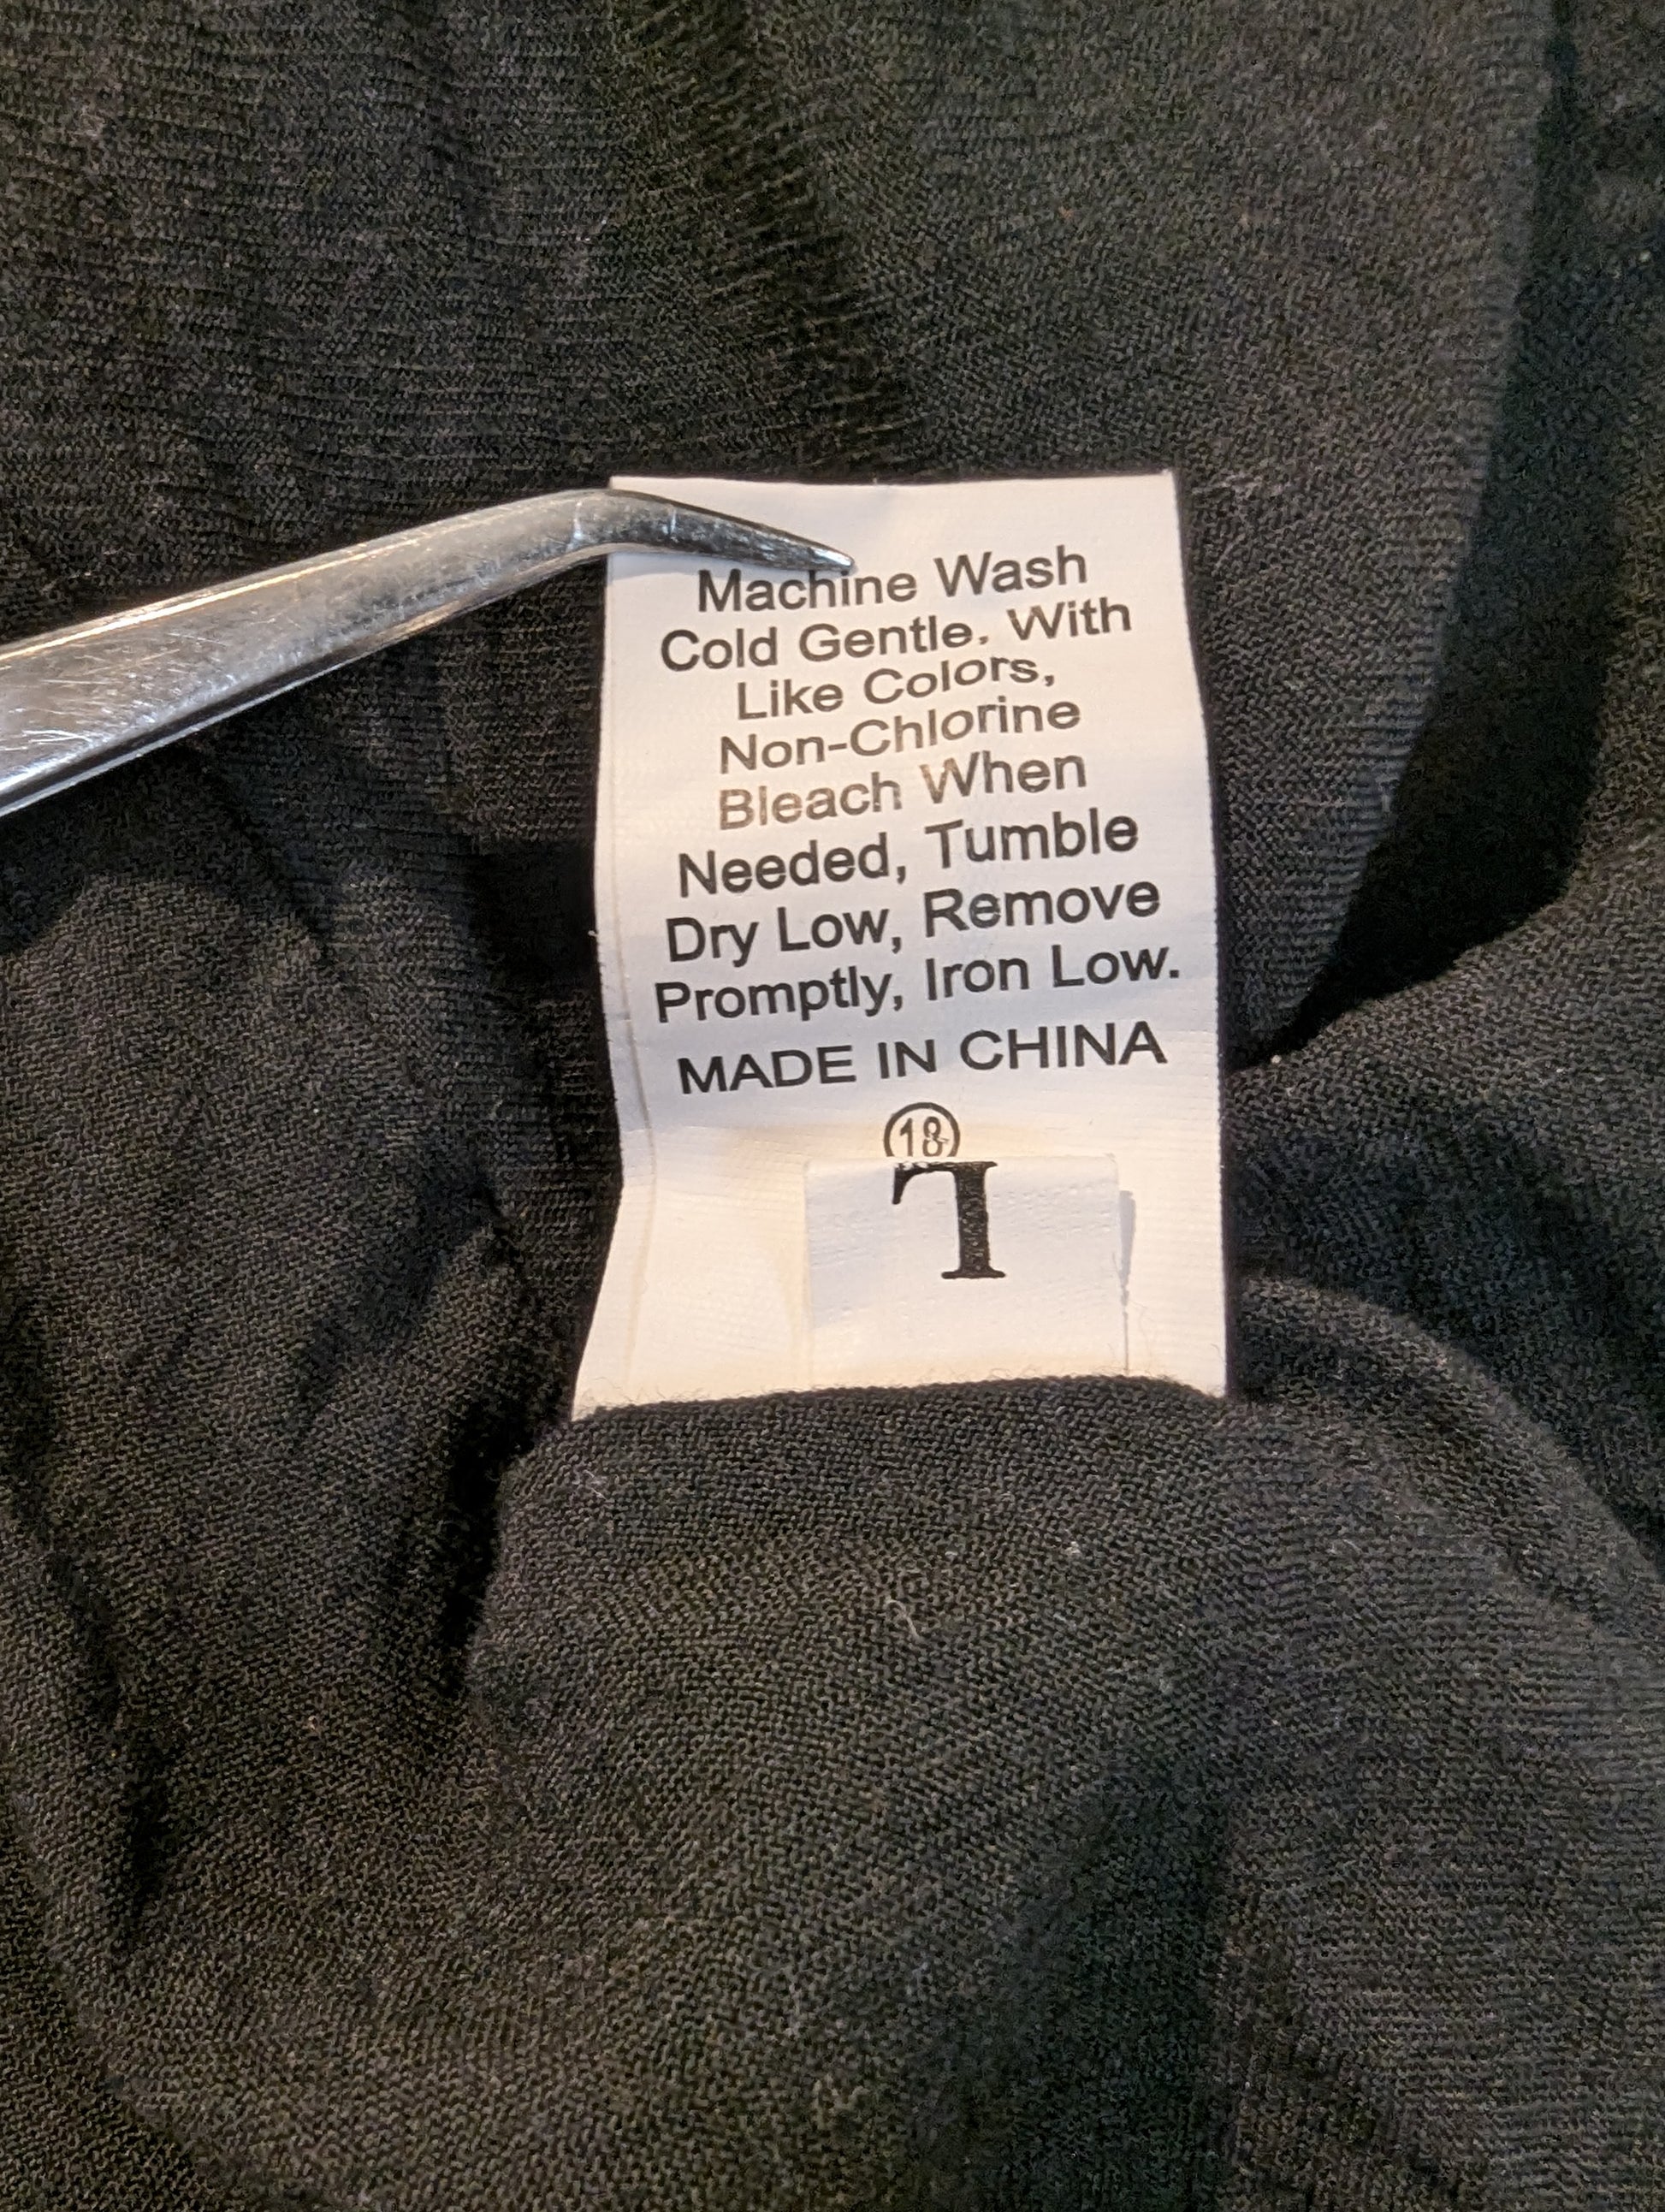 Machine Wash
Cold Gentle. With
Like Colors,
Non-Chlorine
Bleach When
Needed, Tumble
Dry Low, Remove
Promptly, Iron Low.
MADE IN CHINA
18
L